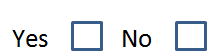 Yes No